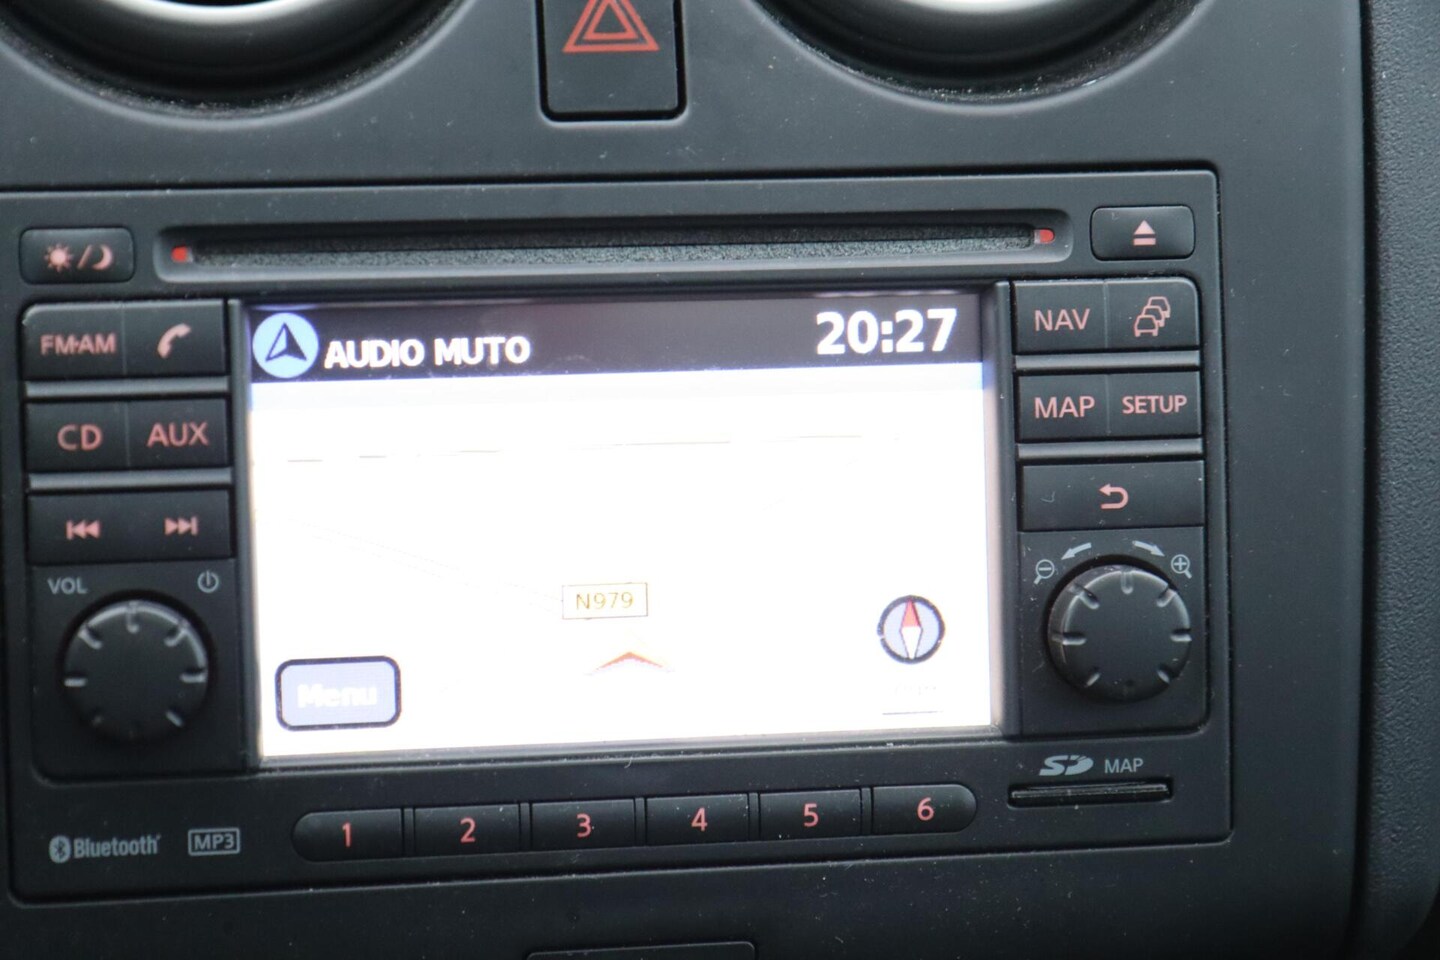 FM·AM
CD AUX
VOL
AUDIO MUTO
20:27
N979
Menu
NAV
MAP SETUP
SD MAP
Bluetooth
MP3
1 2 3 4 5 6